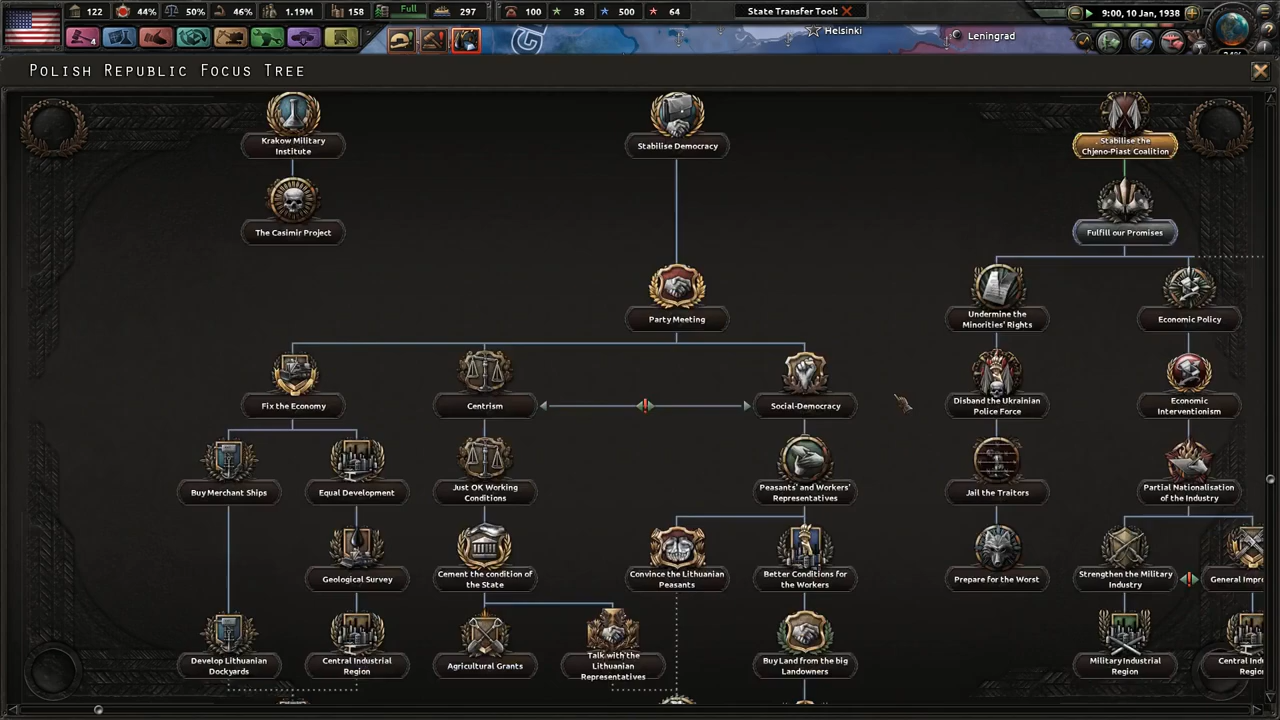 122
44%
50%
46%
1.19M
158
Full
297
100
38
500
64
State Transfer Tool:
9:00, 10 Jan, 1938
Helsinki
Leningrad
Polish Republic Focus Tree
Krakow Military
Institute
Stabilise Democracy
Stabilise the
Chjeno-Piast Coalition
The Casimir Project
Fulfill our Promises
Party Meeting
Undermine the
Minorities' Rights
Economic Policy
Fix the Economy
Centrism
Social-Democracy
Disband the Ukrainian
Police Force
Economic
Interventionism
Buy Merchant Ships
Equal Development
Just OK Working
Conditions
Peasants' and Workers'
Representatives
Jail the Traitors
Partial Nationalisation
of the Industry
Geological Survey
Cement the condition of
the State
Convince the Lithuanian
Peasants
Better Conditions for
the Workers
Prepare for the Worst
Strengthen the Military
Industry
General Impro
Develop Lithuanian
Dockyards
Central Industrial
Region
Agricultural Grants
Talk with the
Lithuanian
Representatives
Buy Land from the big
Landowners
Military Industrial
Region
Central Ind
Regio